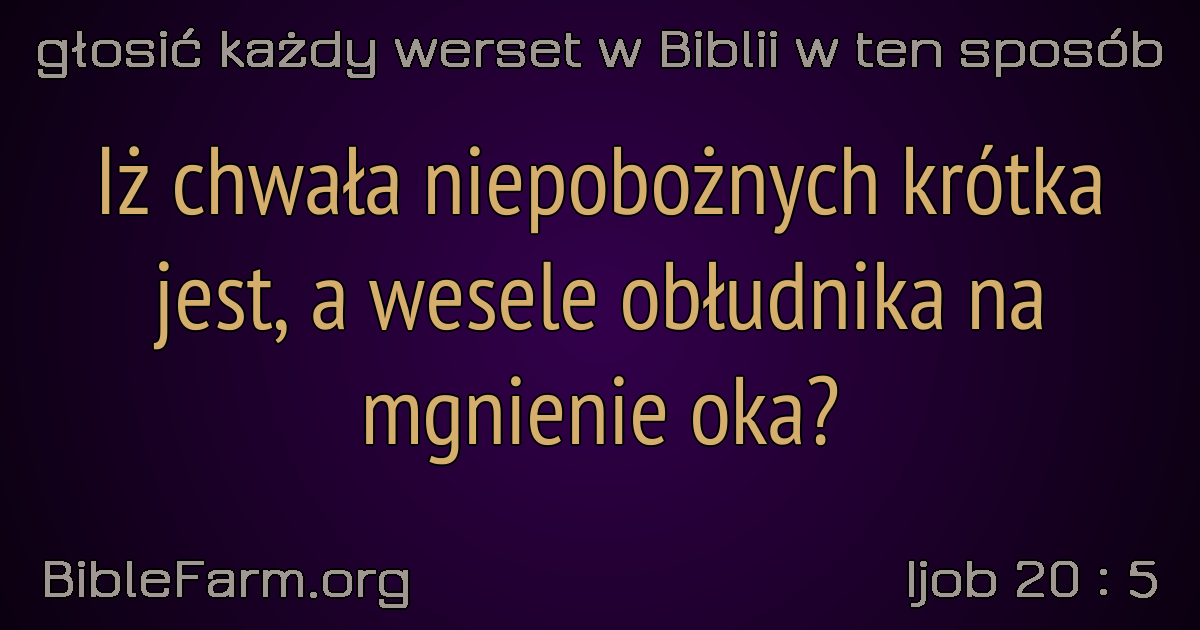 głosić każdy werset w Biblii w ten sposób
Iż chwała niepobożnych krótka
jest, a wesele obłudnika na
mgnienie oka?
BibleFarm.org
Ijob 20 : 5